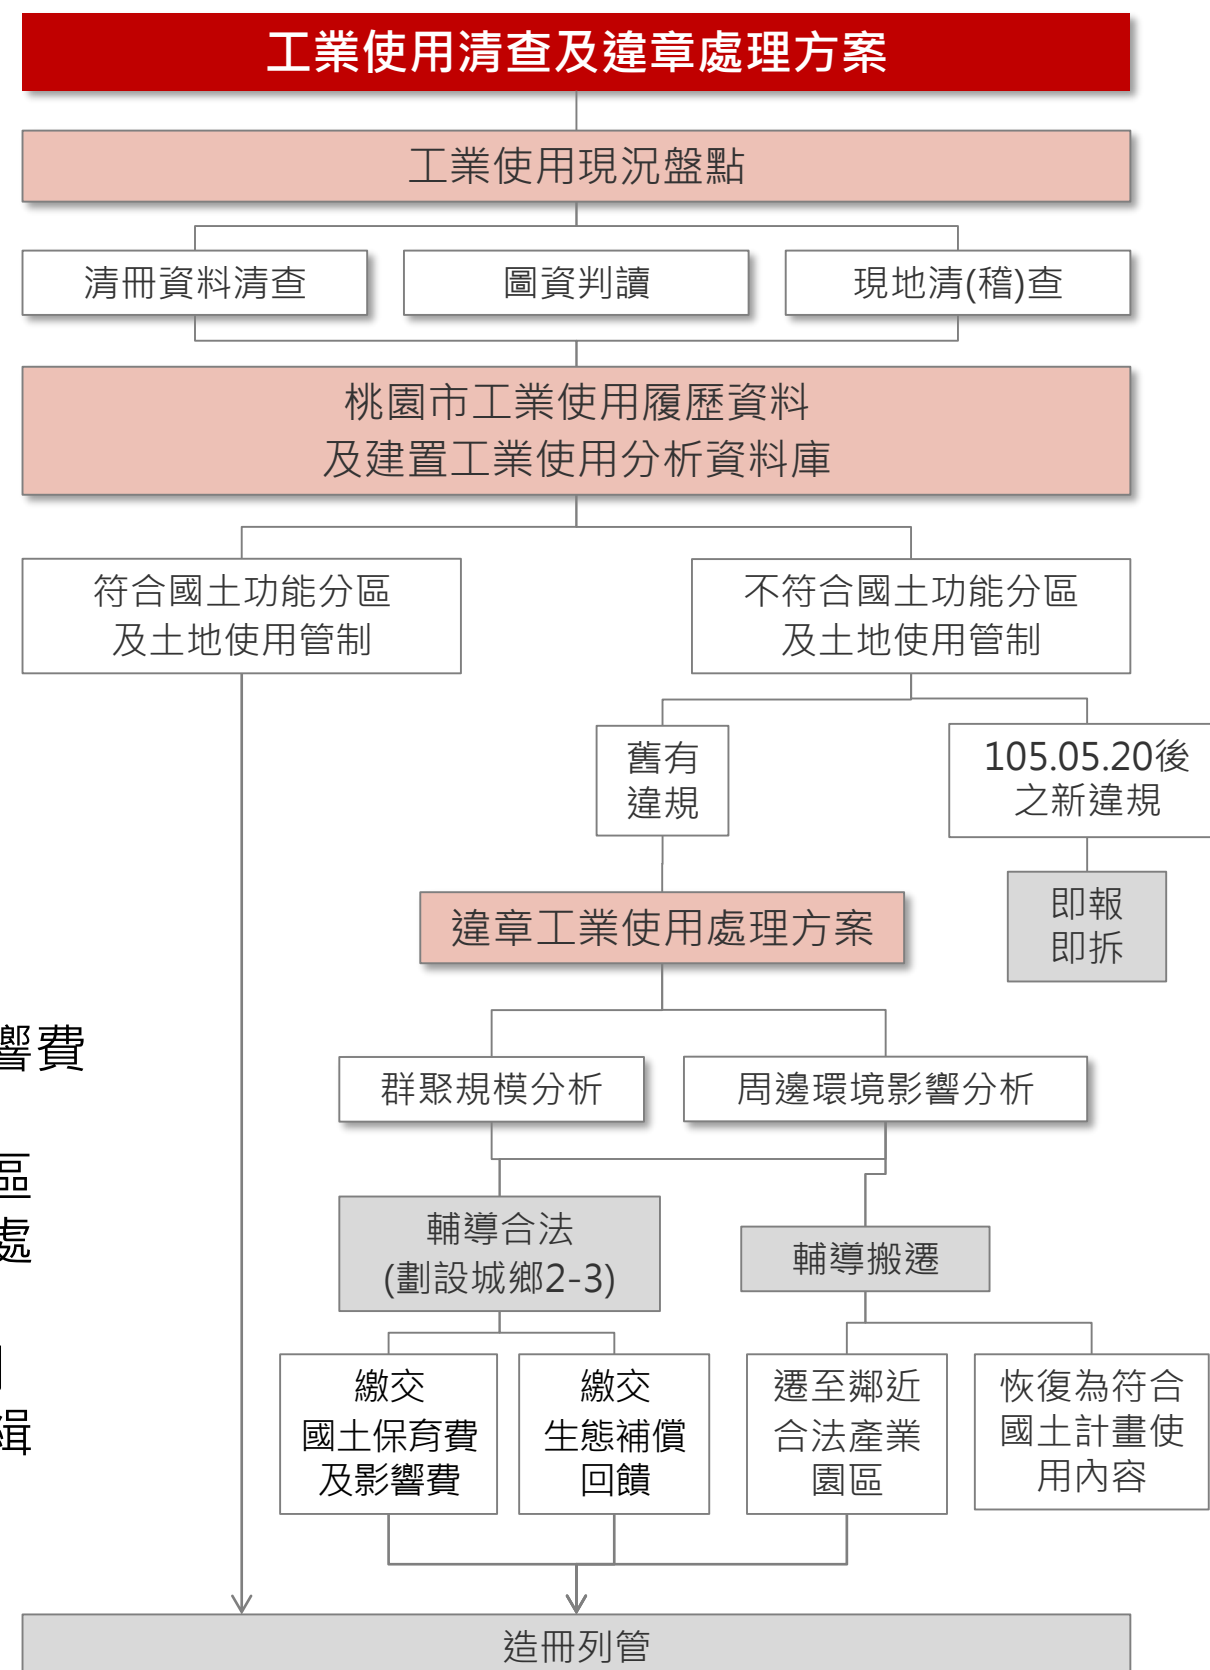 工業使用清查及違章處理方案
工業使用現況盤點
清冊資料清查
圖資判讀
現地清(稽)查
桃園市工業使用履歷資料
及建置工業使用分析資料庫
符合國土功能分區
及土地使用管制
不符合國土功能分區
及土地使用管制
舊有
違規
105.05.20後
之新違規
違章工業使用處理方案
即報
即拆
群聚規模分析
周邊環境影響分析
輔導合法
(劃設城鄉2-3)
輔導搬遷
繳交
國土保育費
及影響費
繳交
生態補償
回饋
遷至鄰近
合法產業
園區
恢復為符合
國土計畫使
用內容
造冊列管
響費
區
處